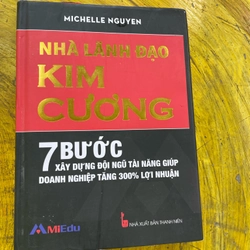 MICHELLE NGUYEN
NHÀ LÃNH ĐẠO
KIM
CƯƠNG
7 BƯỚC
XÂY DỰNG ĐỘI NGŨ TÀI NĂNG GIÚP
DOANH NGHIỆP TĂNG 300% LỢI NHUẬN
MIEdu
NHÀ XUẤT BẢN THANH NIÊN